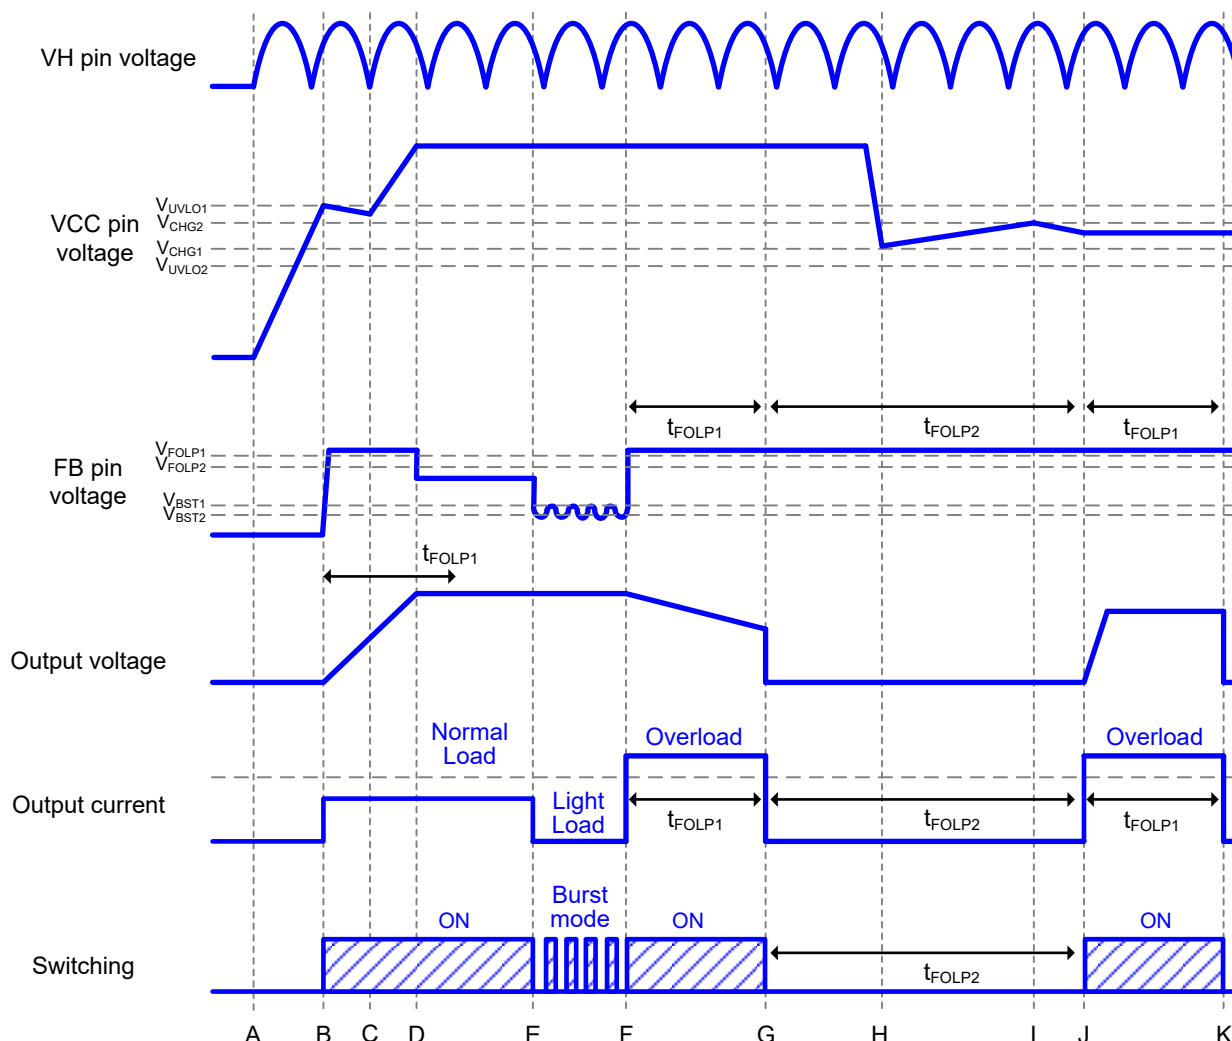 VH pin voltage
VCC pin
voltage
VUVLO1
VCHG2
VCHG1
VUVLO2
tFOLP1
tFOLP2
tFOLP1
FB pin
voltage
VFOLP1
VFOLP2
VBST1
VBST2
tFOLP1
Output voltage
Normal
Load
Overload
Overload
Output current
Light
Load
tFOLP1
tFOLP2
tFOLP1
Burst
mode
ON
ON
ON
Switching
tFOLP2
A B C D E F G H I J K